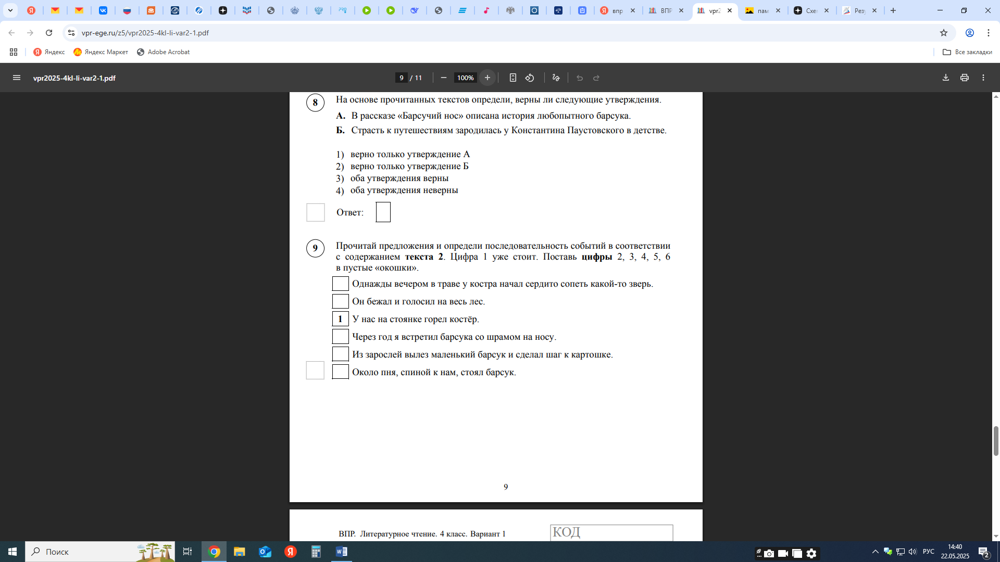 впр
ВПР
vpr2
пам
Схе
Рез
vpr-ege.ru/z5/vpr2025-4kl-li-var2-1.pdf
Яндекс
Яндекс Маркет
Adobe Acrobat
Все закладки
vpr2025-4kl-li-var2-1.pdf
9 / 11
100%
8 На основе прочитанных текстов определи, верны ли следующие утверждения.
А. В рассказе «Барсучий нос» описана история любопытного барсука.
Б. Страсть к путешествиям зародилась у Константина Паустовского в детстве.
1) верно только утверждение А
2) верно только утверждение Б
3) оба утверждения верны
4) оба утверждения неверны
Ответ:
9 Прочитай предложения и определи последовательность событий в соответствии
с содержанием текста 2. Цифра 1 уже стоит. Поставь цифры 2, 3, 4, 5, 6
в пустые «окошки».
Однажды вечером в траве у костра начал сердито сопеть какой-то зверь.
Он бежал и голосил на весь лес.
1 У нас на стоянке горел костёр.
Через год я встретил барсука со шрамом на носу.
Из зарослей вылез маленький барсук и сделал шаг к картошке.
Около пня, спиной к нам, стоял барсук.
9
ВПР. Литературное чтение. 4 класс. Вариант 1
КОД
Поиск
РУС
14:40
22.05.2025
2